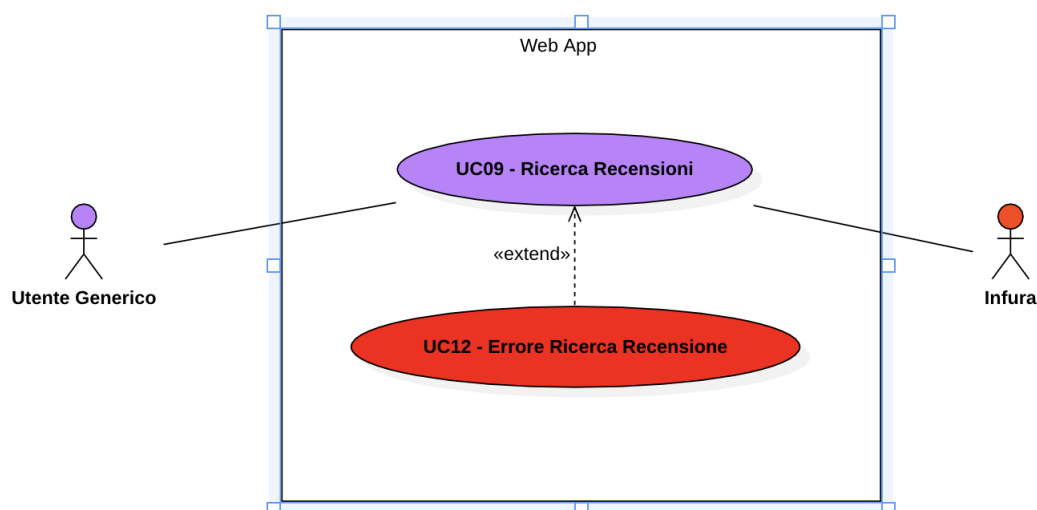 Web App
UC09 - Ricerca Recensioni
«extend»
Utente Generico
Infura
UC12 - Errore Ricerca Recensione